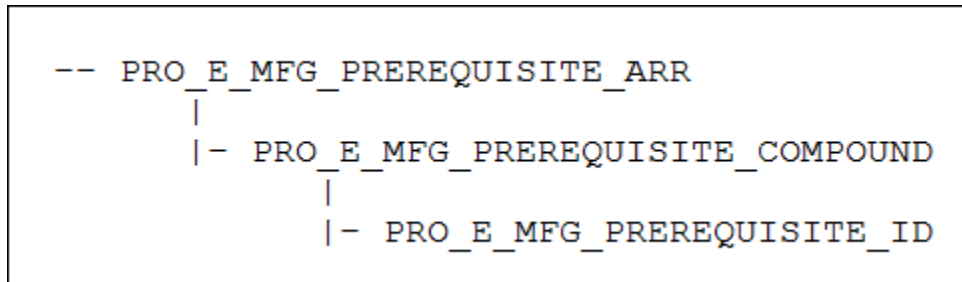 -- PRO_E_MFG_PREREQUISITE_ARR
|
|- PRO_E_MFG_PREREQUISITE_COMPOUND
|
|- PRO_E_MFG_PREREQUISITE_ID